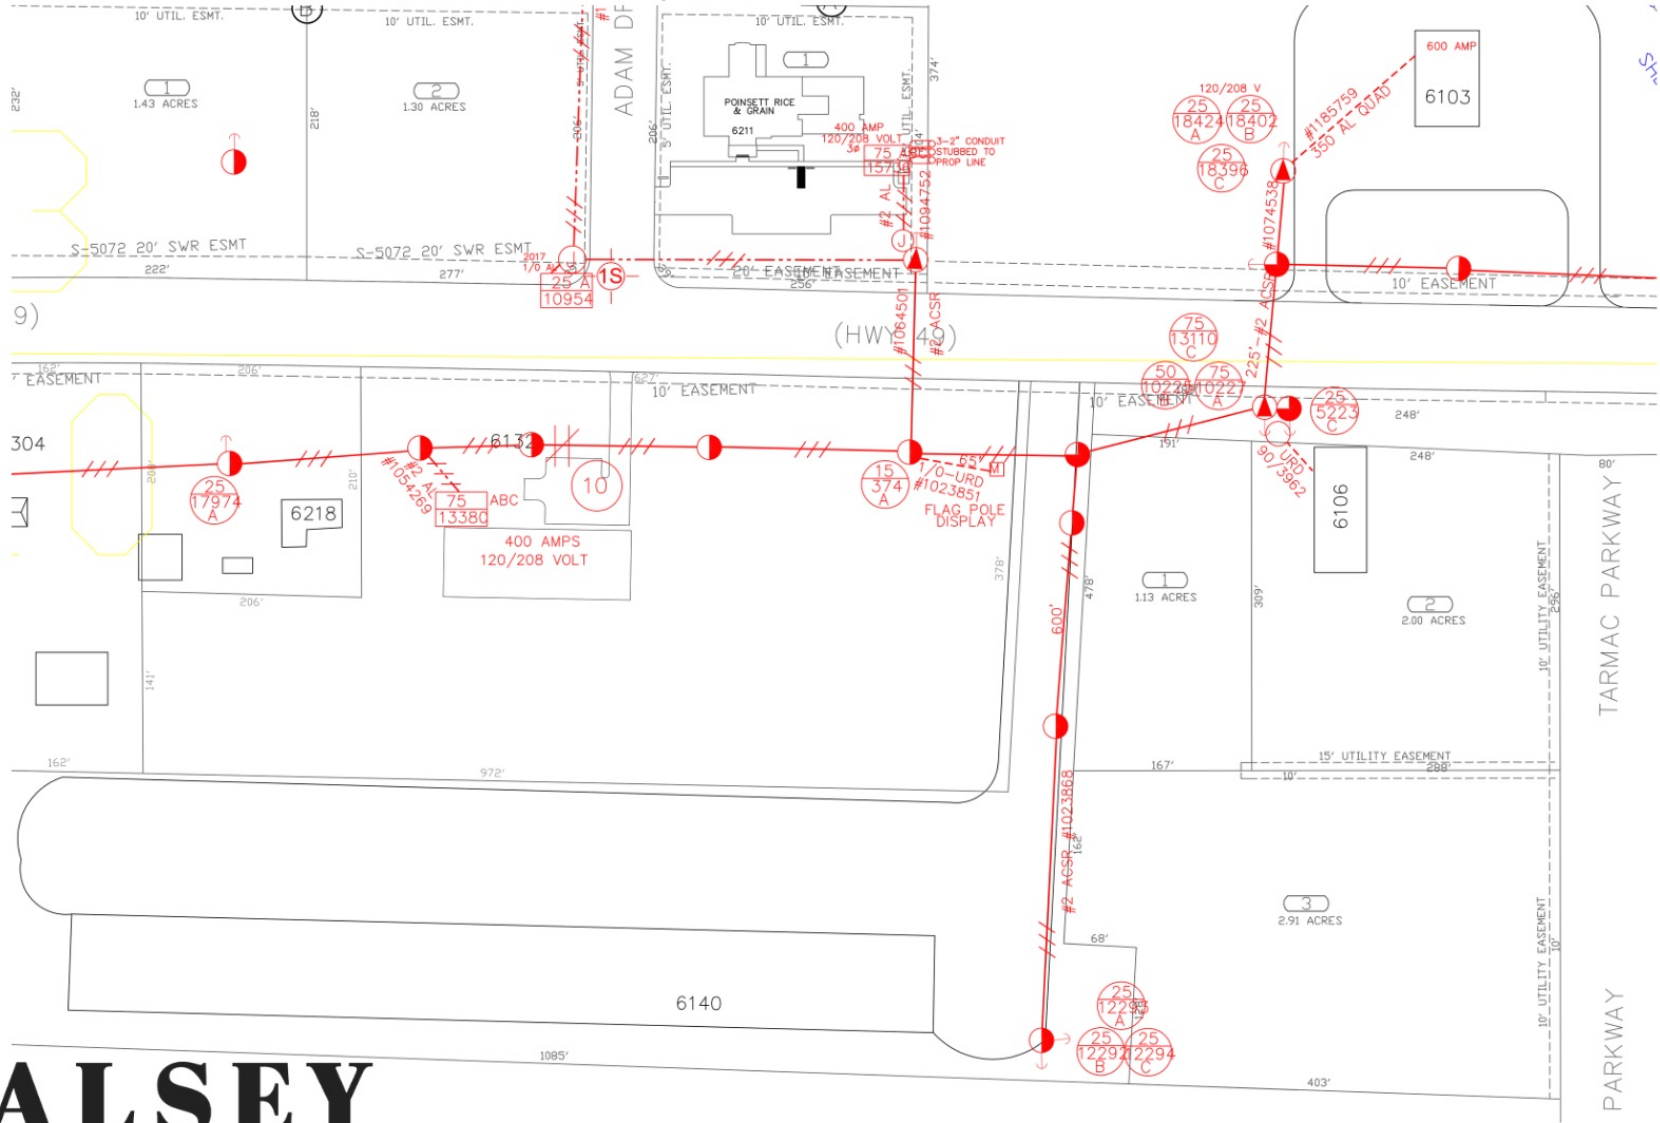 10' UTIL. ESMT.
B
10' UTIL. ESMT.
#1
ADAM DR
A
10' UTIL. ESMT.
232'
1
1.43 ACRES
2
1.30 ACRES
218'
206'
206'
5' UTIL. ESMT.
1
POINSETT RICE
& GRAIN
6211
400 AMP
120/208 VOLT
3ø
75
UTIL. ESMT.
374'
3-2" CONDUIT
STUBBED TO
PROP LINE
#2 AL
#1094752
J
120/208 V
25
18424
A
25
18402
B
25
18396
C
#1185759
350 AL QUAD
600 AMP
6103
#1074538
S-5072 20' SWR ESMT
S-5072 20' SWR ESMT
222'
277'
2017
1/0 AL
25 A
10954
1S
20' EASEMENT
EASEMENT
256'
10' EASEMENT
9)
(HWY 49)
#1064501
#2 ACSR
225'-#2 ACSR
75
13110
C
50
75
10227
A
25
5223
C
162'
' EASEMENT
206'
627'
10' EASEMENT
10' EASEMENT
248'
304
6132
191'
248'
80'
210'
25
17974
A
#2 AL
#1054269
75
ABC
13380
10
15
374
A
65'
1/0-URD
#1023851
M
FLAG POLE
DISPLAY
URD
90/3962
6106
6218
400 AMPS
120/208 VOLT
378'
478'
600'
1
1.13 ACRES
309'
2
2.00 ACRES
10' UTILITY EASEMENT
296'
TARMAC PARKWAY
206'
141'
162'
972'
167'
15' UTILITY EASEMENT
288'
10'
#2 ACSR #1023868
162'
3
2.91 ACRES
68'
10' UTILITY EASEMENT
10'
6140
25
A
25
12292
B
25
12294
C
1085'
403'
PARKWAY
ALSEY